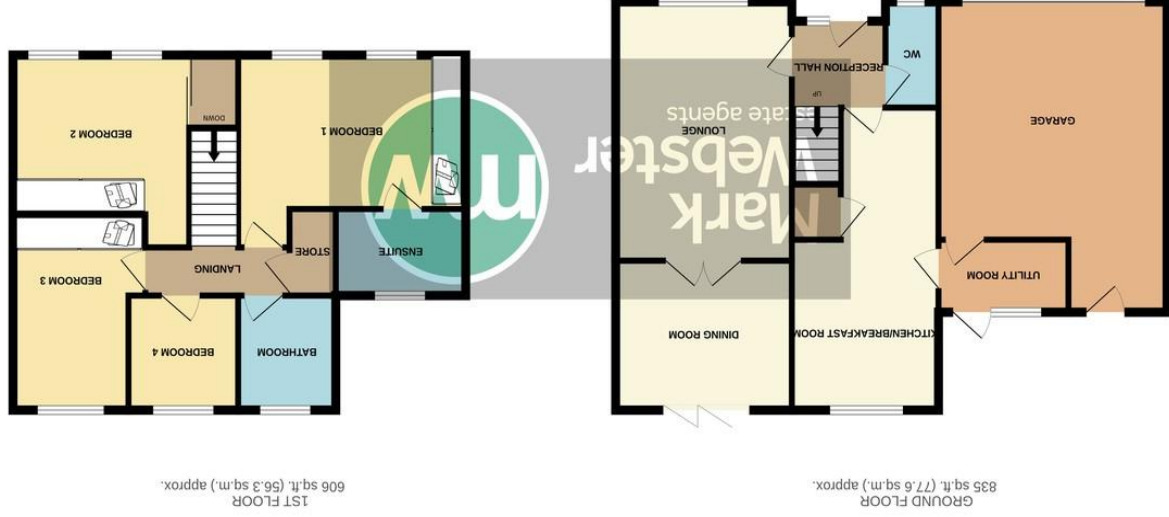 GROUND FLOOR
835 sq.ft. (77.6 sq.m.) approx.
1ST FLOOR
606 sq.ft. (56.3 sq.m.) approx.
DINING ROOM
KITCHEN/BREAKFAST ROOM
UTILITY ROOM
LOUNGE
RECEPTION HALL
UP
WC
GARAGE
BATHROOM
BEDROOM 4
BEDROOM 3
LANDING
STORE
ENSUITE
BEDROOM 1
BEDROOM 2
DOWN
mw
Mark
Webster
estate agents